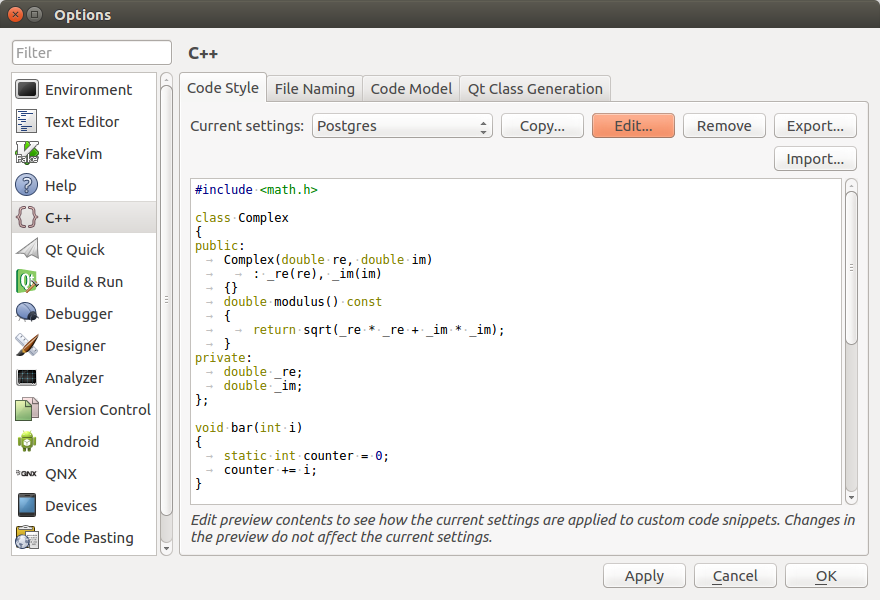 Options
Filter
C++
Environment
Text Editor
FakeVim
Help
C++
Qt Quick
Build & Run
Debugger
Designer
Analyzer
Version Control
Android
QNX
QNX
Devices
Code Pasting
Code Style
File Naming
Code Model
Qt Class Generation
Current settings:
Postgres
Copy...
Edit...
Remove
Export...
Import...
#include <math.h>
class Complex
{
public:
Complex(double re, double im)
: _re(re), _im(im)
{}
double modulus() const
{
return sqrt(_re * _re + _im * _im);
}
private:
double _re;
double _im;
};
void bar(int i)
{
static int counter = 0;
counter += i;
}
Edit preview contents to see how the current settings are applied to custom code snippets. Changes in
the preview do not affect the current settings.
Apply
Cancel
OK